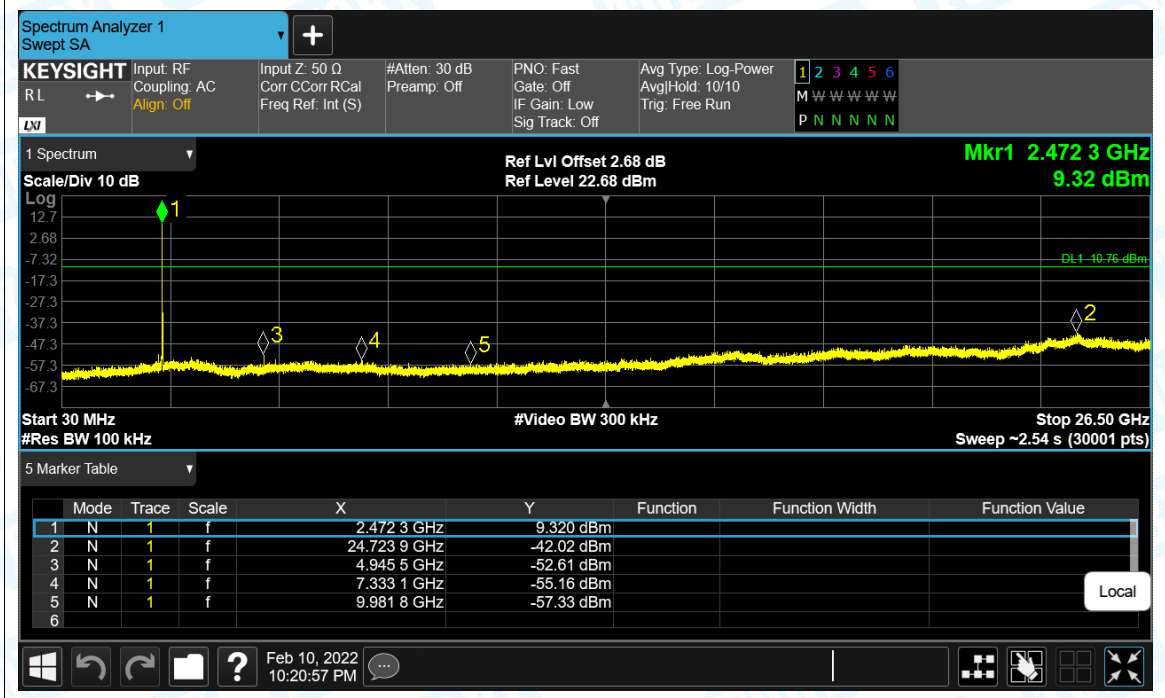 Spectrum Analyzer 1
Swept SA
+
KEYSIGHT Input: RF Input Z: 50 Ω #Atten: 30 dB PNO: Fast Avg Type: Log-Power 1 2 3 4 5 6
R L Coupling: AC Corr CCorr RCal Preamp: Off Gate: Off Avg|Hold: 10/10 M W W W W W
Align: Off Freq Ref: Int (S) IF Gain: Low Trig: Free Run
LXI Sig Track: Off P N N N N N
1 Spectrum Ref Lvl Offset 2.68 dB Mkr1 2.472 3 GHz
Scale/Div 10 dB Ref Level 22.68 dBm 9.32 dBm
Log
1
12.7
2.68
-7.32
DL1 -10.76 dBm
-17.3
-27.3
2
-37.3
3
4
5
-47.3
-57.3
-67.3
Start 30 MHz #Video BW 300 kHz Stop 26.50 GHz
#Res BW 100 kHz Sweep ~2.54 s (30001 pts)
5 Marker Table
Mode Trace Scale X Y Function Function Width Function Value
1 N 1 f 2.472 3 GHz 9.320 dBm
2 N 1 f 24.723 9 GHz -42.02 dBm
3 N 1 f 4.945 5 GHz -52.61 dBm
4 N 1 f 7.333 1 GHz -55.16 dBm
5 N 1 f 9.981 8 GHz -57.33 dBm
6
Local
? Feb 10, 2022
10:20:57 PM